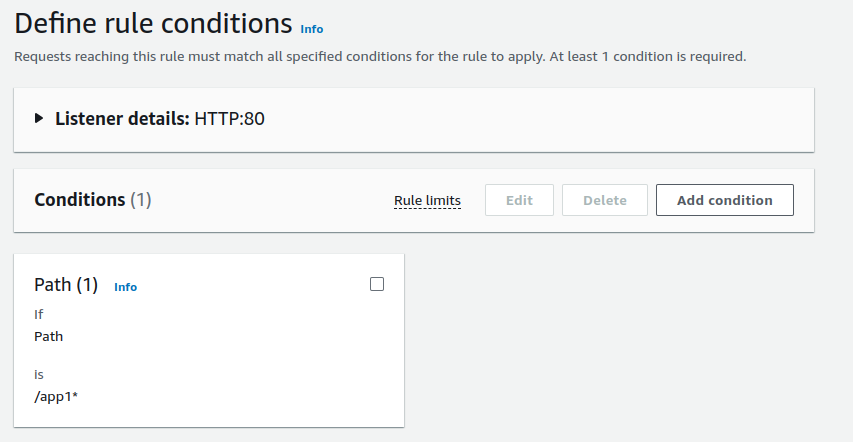 Define rule conditions Info
Requests reaching this rule must match all specified conditions for the rule to apply. At least 1 condition is required.
Listener details: HTTP:80
Conditions (1) Rule limits Edit Delete Add condition
Path (1) Info
If
Path
is
/app1*